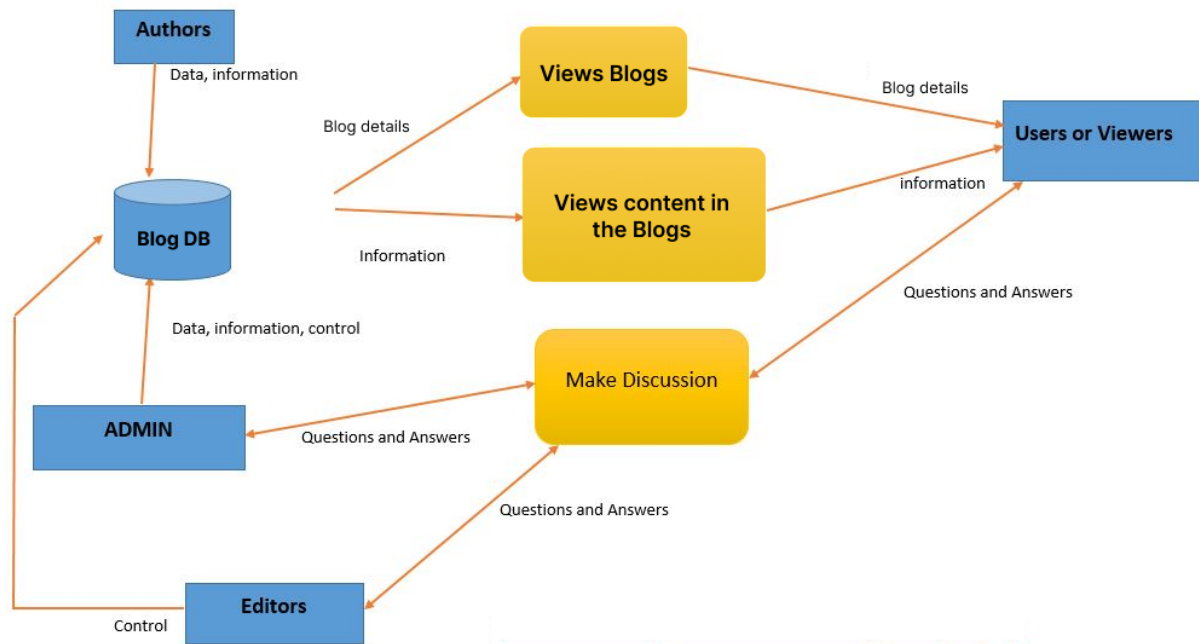 Authors
Data, information
Views Blogs
Blog details
Blog details
Users or Viewers
information
Views content in
the Blogs
Blog DB
Information
Questions and Answers
Data, information, control
Make Discussion
ADMIN
Questions and Answers
Questions and Answers
Editors
Control